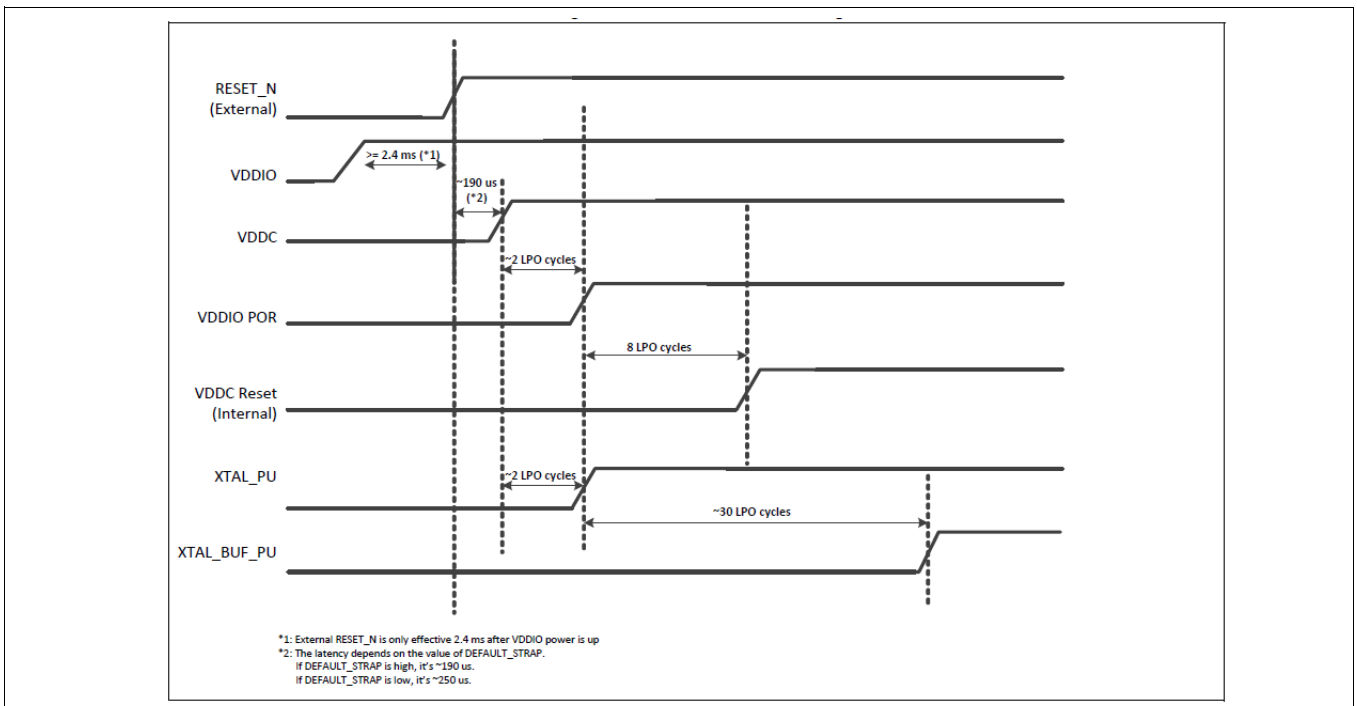 RESET_N
(External)
>= 2.4 ms (*1)
VDDIO
~190 us
(*2)
VDDC
~2 LPO cycles
VDDIO POR
8 LPO cycles
VDDC Reset
(Internal)
XTAL_PU
~2 LPO cycles
~30 LPO cycles
XTAL_BUF_PU
*1: External RESET_N is only effective 2.4 ms after VDDIO power is up
*2: The latency depends on the value of DEFAULT_STRAP.
If DEFAULT_STRAP is high, it's ~190 us.
If DEFAULT_STRAP is low, it's ~250 us.